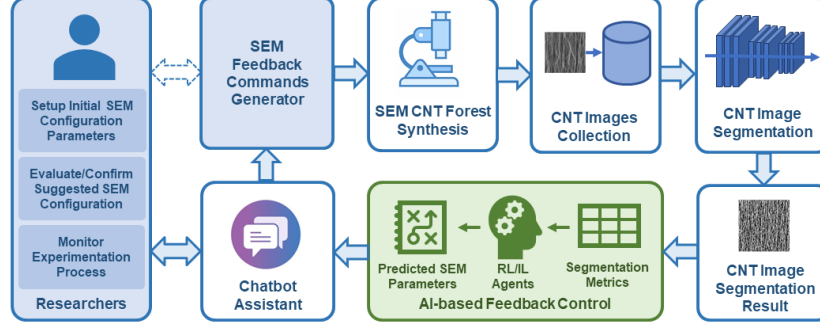 Setup Initial SEM
Configuration
Parameters
Evaluate/Confirm
Suggested SEM
Configuration
Monitor
Experimentation
Process
Researchers
SEM
Feedback
Commands
Generator
SEM CNT Forest
Synthesis
CNT Images
Collection
CNT Image
Segmentation
CNT Image
Segmentation
Result
Segmentation
Metrics
RL/IL
Agents
Predicted SEM
Parameters
AI-based Feedback Control
Chatbot
Assistant